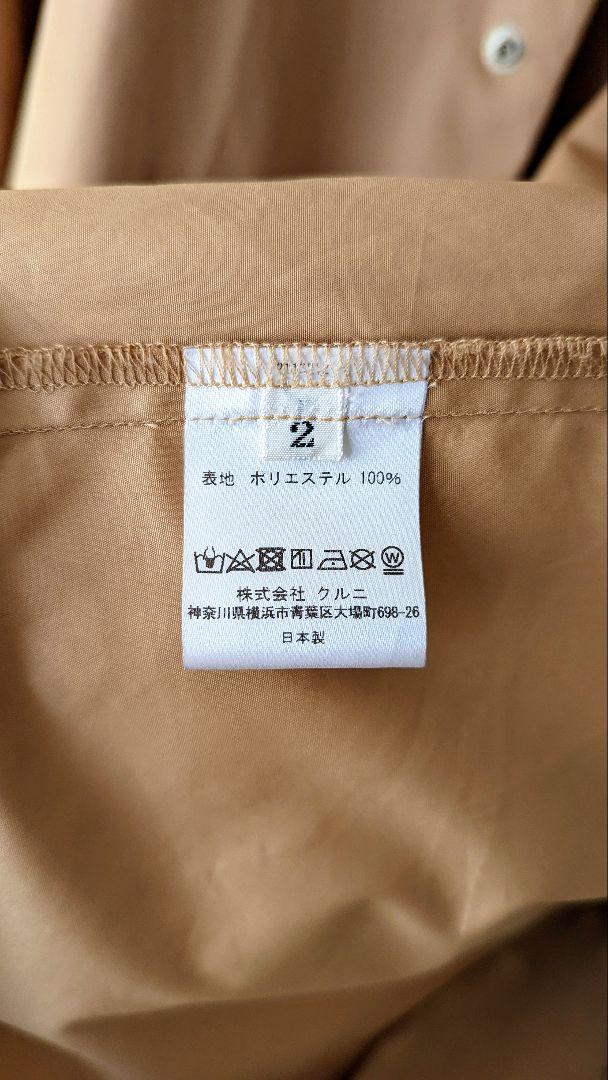 2
表地 ポリエステル 100%
W
株式会社 クルニ
神奈川県横浜市青葉区大場町698-26
日本製